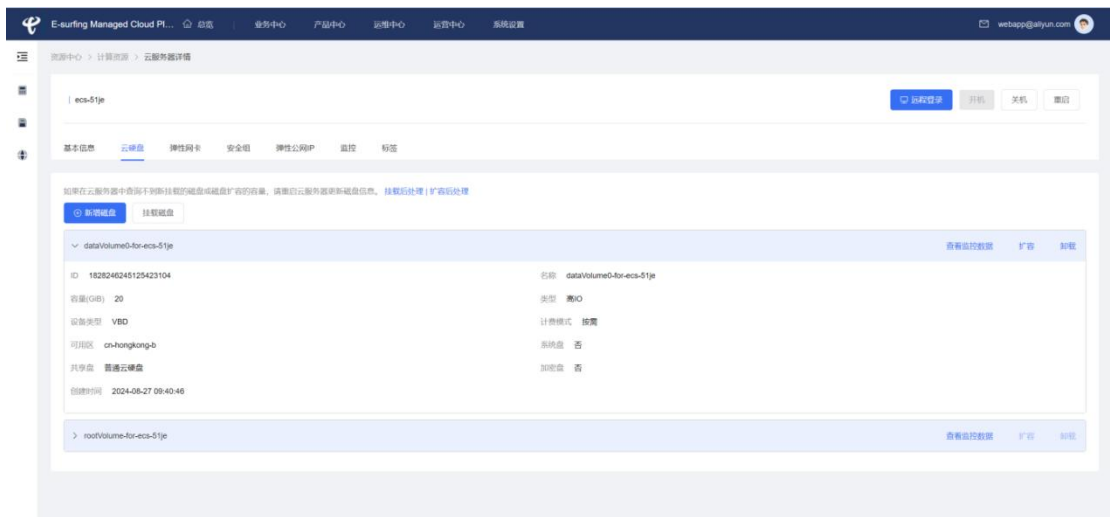 E-surfing Managed Cloud Pl... 总览 业务中心 产品中心 运维中心 运营中心 系统设置 webapp@aliyun.com
资源中心 > 计算资源 > 云服务器详情
ecs-51je 远程登录 开机 关机 重启
基本信息 云硬盘 弹性网卡 安全组 弹性公网IP 监控 标签
如果在云服务器中查询不到新挂载的磁盘或磁盘扩容的容量，请重启云服务器更新磁盘信息。 挂载后处理 | 扩容后处理
新增磁盘 挂载磁盘
dataVolume0-for-ecs-51je 查看监控数据 扩容 卸载
ID 1828246245125423104 名称 dataVolume0-for-ecs-51je
容量(GiB) 20 类型 高IO
设备类型 VBD 计费模式 按需
可用区 cn-hongkong-b 系统盘 否
共享盘 普通云硬盘 加密盘 否
创建时间 2024-08-27 09:40:46
rootVolume-for-ecs-51je 查看监控数据 扩容 卸载